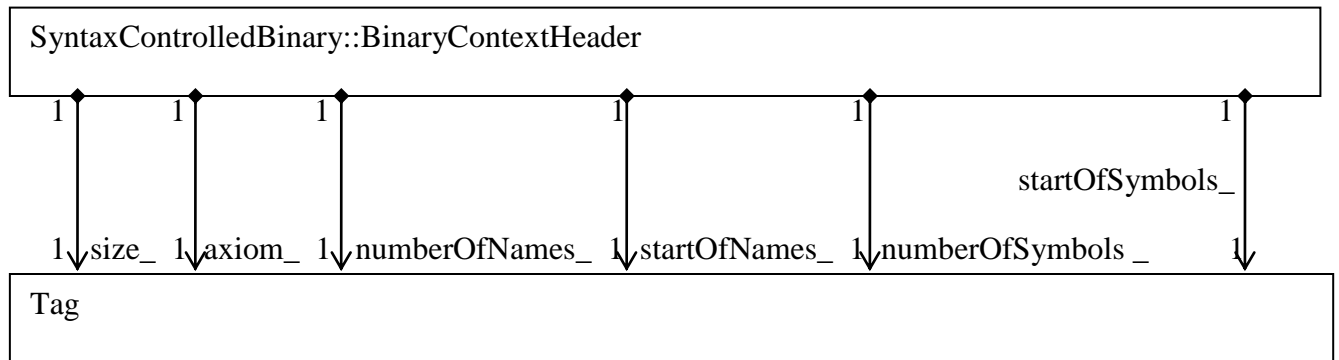 SyntaxControlledBinary::BinaryContextHeader
1 1 1 1 1 1
startOfSymbols_
1 size_ 1 axiom_ 1 numberOfNames_ 1 startOfNames_ 1 numberOfSymbols _ 1
Tag